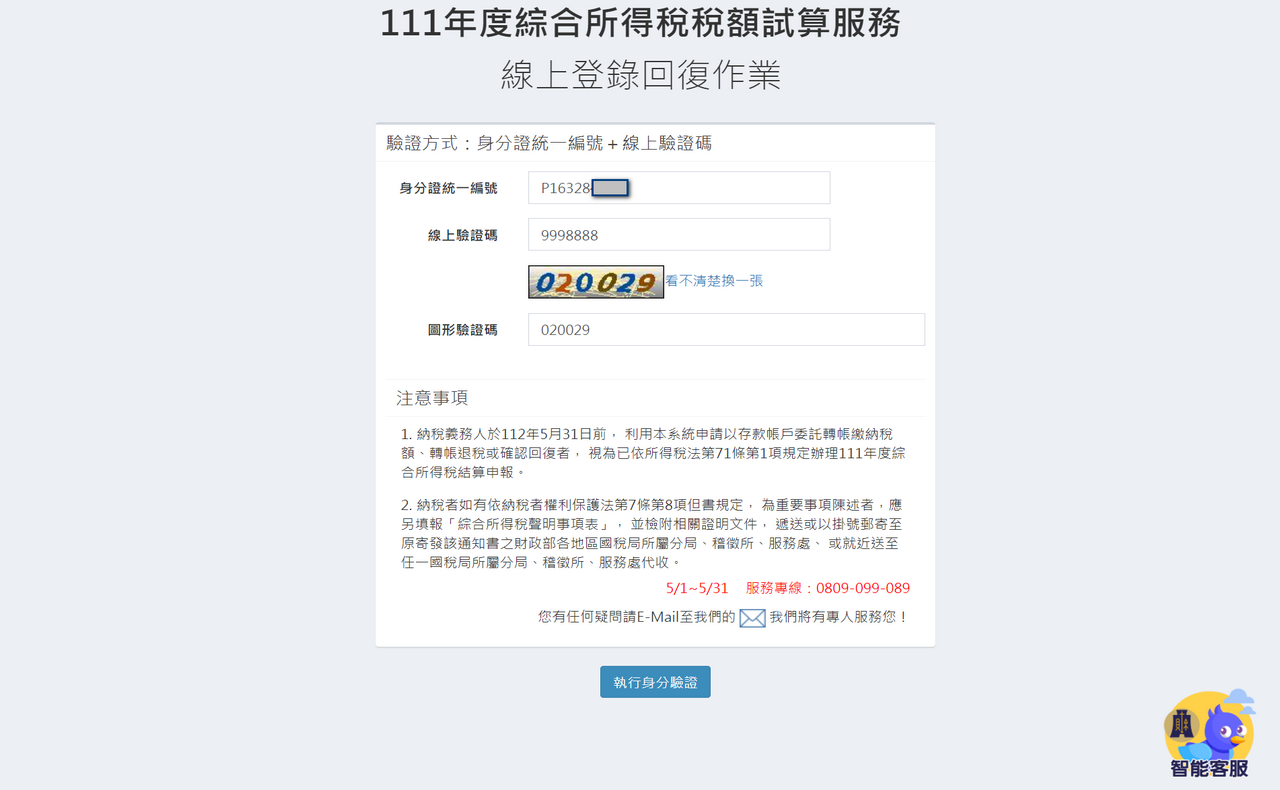 111年度綜合所得稅稅額試算服務
線上登錄回復作業
驗證方式：身分證統一編號＋線上驗證碼
身分證統一編號 P16328
線上驗證碼 9998888
020029 看不清楚換一張
圖形驗證碼 020029
注意事項
1. 納稅義務人於112年5月31日前， 利用本系統申請以存款帳戶委託轉帳繳納稅
額、轉帳退稅或確認回復者， 視為已依所得稅法第71條第1項規定辦理111年度綜
合所得稅結算申報。
2. 納稅者如有依納稅者權利保護法第7條第8項但書規定， 為重要事項陳述者，應
另填報「綜合所得稅聲明事項表」， 並檢附相關證明文件， 遞送或以掛號郵寄至
原寄發該通知書之財政部各地區國稅局所屬分局、稽徵所、服務處、 或就近送至
任一國稅局所屬分局、稽徵所、服務處代收。
5/1~5/31 服務專線：0809-099-089
您有任何疑問請E-Mail至我們的 我們將有專人服務您！
執行身分驗證
智能客服